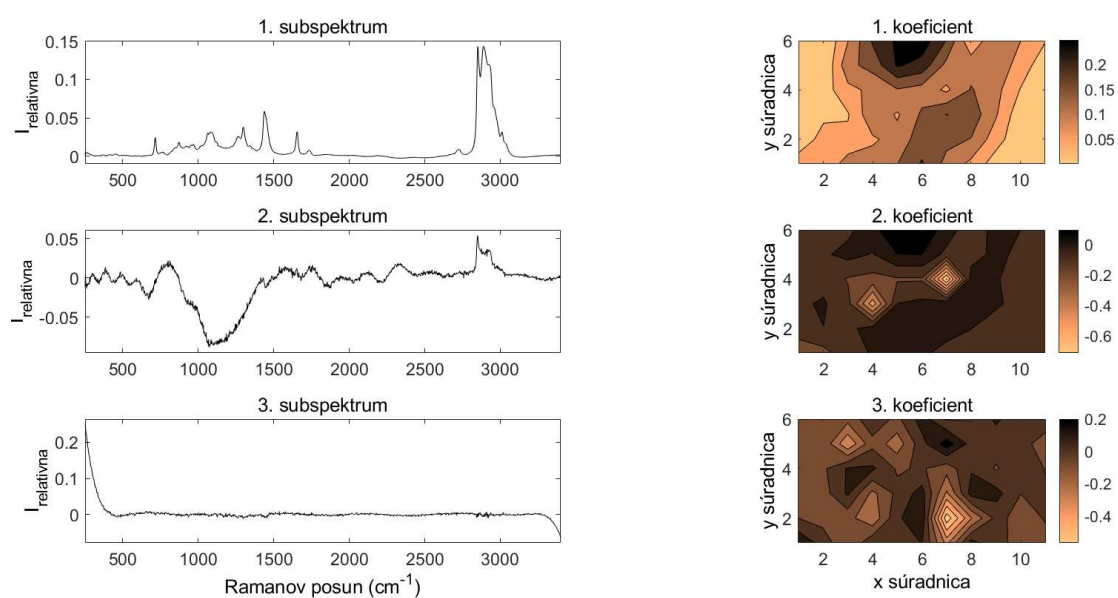 1. subspektrum
I_relatívna
0.15
0.1
0.05
0
500 1000 1500 2000 2500 3000
1. koeficient
y súradnica
6
4
2
2 4 6 8 10
0.2
0.15
0.1
0.05
2. subspektrum
I_relatívna
0.05
0
-0.05
500 1000 1500 2000 2500 3000
2. koeficient
y súradnica
6
4
2
2 4 6 8 10
0
-0.2
-0.4
-0.6
3. subspektrum
I_relatívna
0.2
0.1
0
500 1000 1500 2000 2500 3000
Ramanov posun (cm⁻¹)
3. koeficient
y súradnica
6
4
2
2 4 6 8 10
x súradnica
0.2
0
-0.2
-0.4